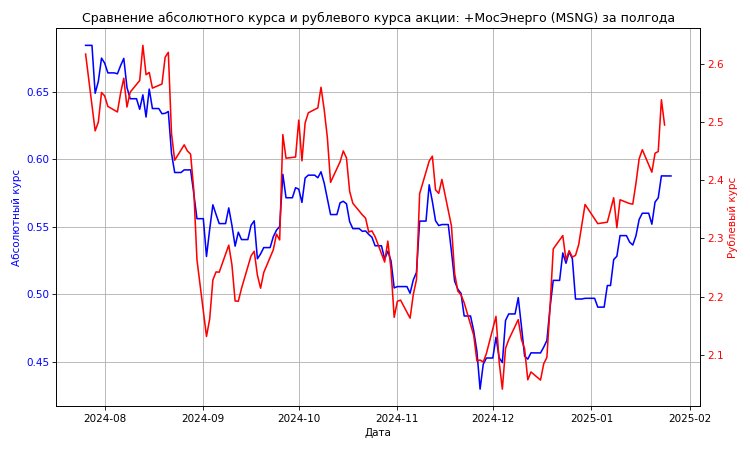 Сравнение абсолютного курса и рублевого курса акции: +МосЭнерго (MSNG) за полгода
0.65
0.60
0.55
0.50
0.45
Абсолютный курс
2.6
2.5
2.4
2.3
2.2
2.1
Рублевый курс
2024-08 2024-09 2024-10 2024-11 2024-12 2025-01 2025-02
Дата